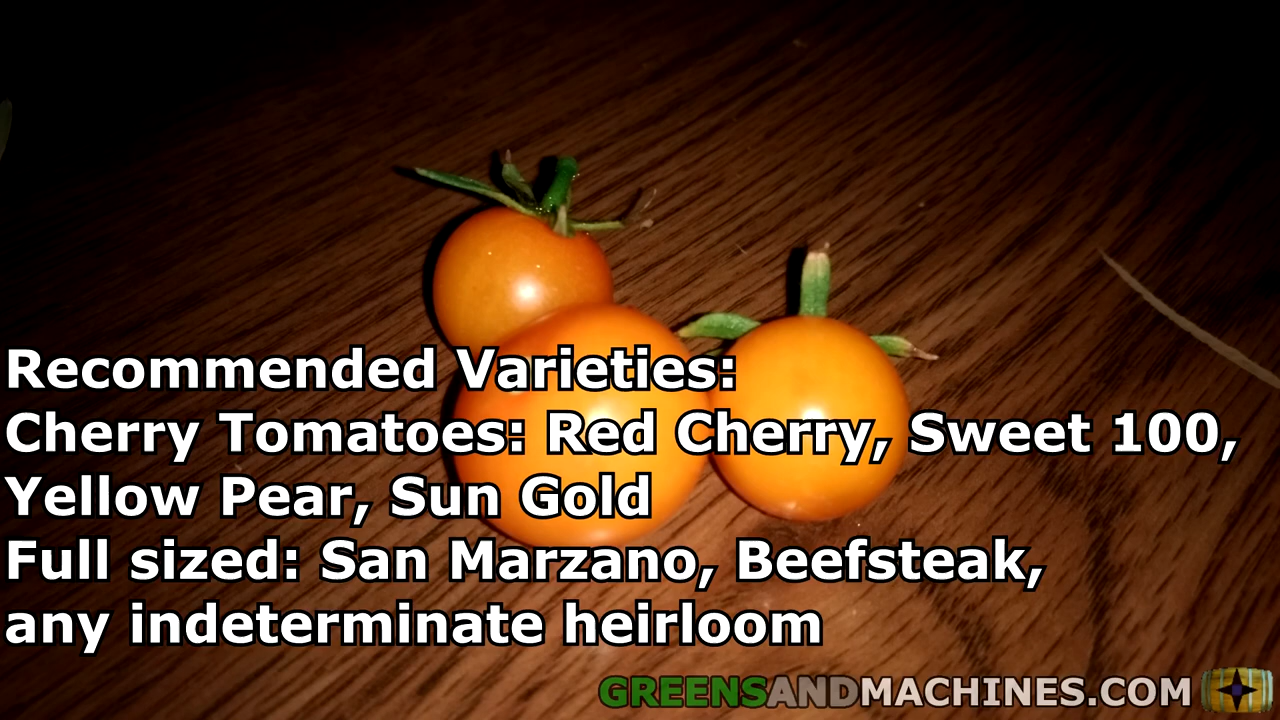 Recommended Varieties:
Cherry Tomatoes: Red Cherry, Sweet 100,
Yellow Pear, Sun Gold
Full sized: San Marzano, Beefsteak,
any indeterminate heirloom
GREENSANDMACHINES.COM